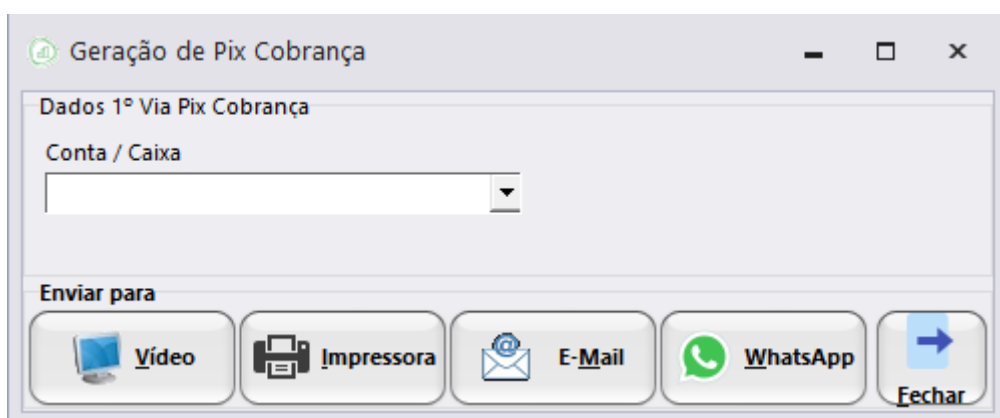 Geração de Pix Cobrança
Dados 1º Via Pix Cobrança
Conta / Caixa
Enviar para
Vídeo Impressora E-Mail WhatsApp Fechar